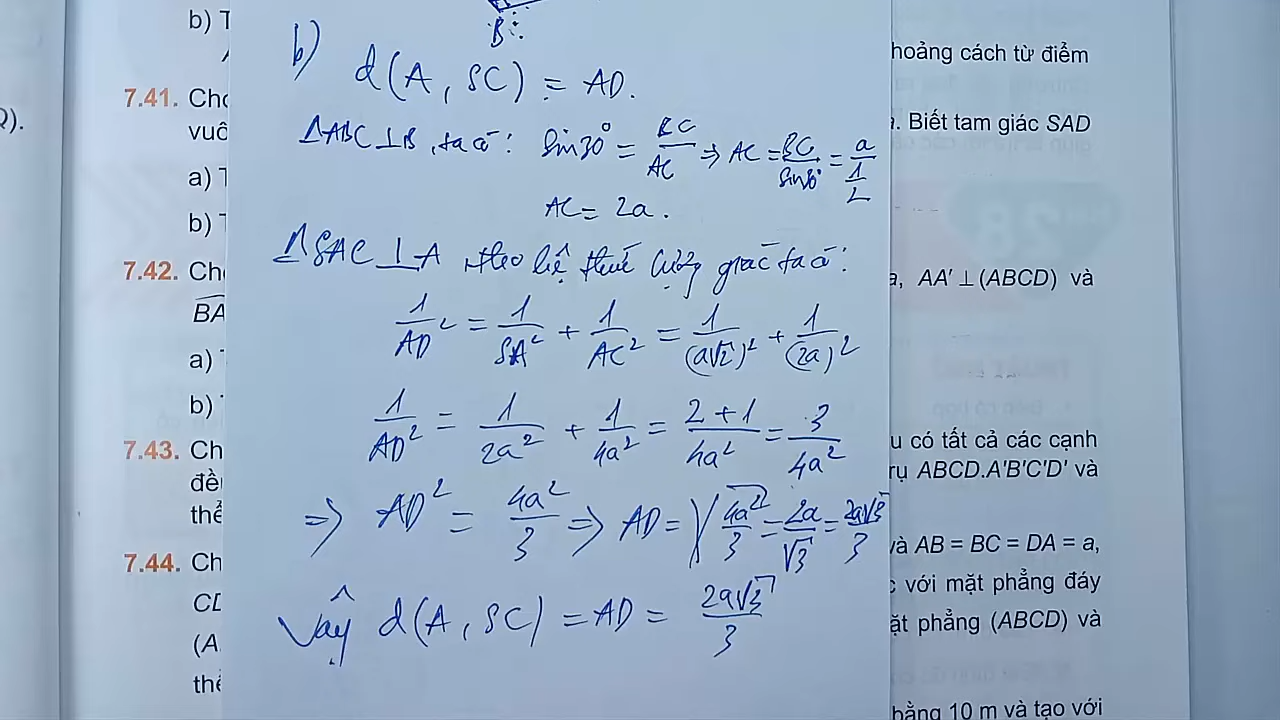 b) T
B
b) d(A, SC) = AD.
hoảng cách từ điểm
7.41. Cho
ΔABC ⊥ B, ta có: sin30° = BC/AC ⇒ AC = BC/sin30° = a/(1/2)
vuô
. Biết tam giác SAD
a) T
AC = 2a.
b) T
ΔSAC ⊥ A, theo hệ thức lượng giác ta có:
7.42. Ch
a, AA′ ⊥ (ABCD) và
BA
1/AD² = 1/SA² + 1/AC² = 1/(a√2)² + 1/(2a)²
a)
b)
1/AD² = 1/2a² + 1/4a² = 2+1/4a² = 3/4a²
7.43. Ch
u có tất cả các cạnh
đề
rụ ABCD.A'B'C'D' và
thể
⇒ AD² = 4a²/3 ⇒ AD = √(4a²/3) = 2a/√3 = 2a√3/3
7.44. Ch
và AB = BC = DA = a,
CD
với mặt phẳng đáy
Vậy d(A, SC) = AD = 2a√3/3
(A
ặt phẳng (ABCD) và
thể
bằng 10 m và tạo với